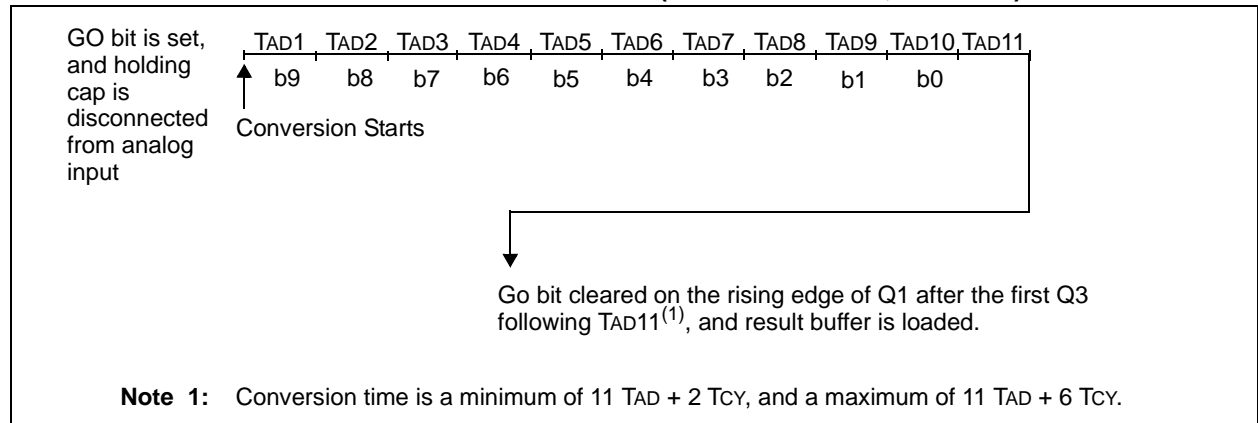 GO bit is set,
and holding
cap is
disconnected
from analog
input
TAD1 TAD2 TAD3 TAD4 TAD5 TAD6 TAD7 TAD8 TAD9 TAD10 TAD11
b9 b8 b7 b6 b5 b4 b3 b2 b1 b0
Conversion Starts
Go bit cleared on the rising edge of Q1 after the first Q3
following TAD11(1), and result buffer is loaded.
Note 1: Conversion time is a minimum of 11 TAD + 2 TCY, and a maximum of 11 TAD + 6 TCY.